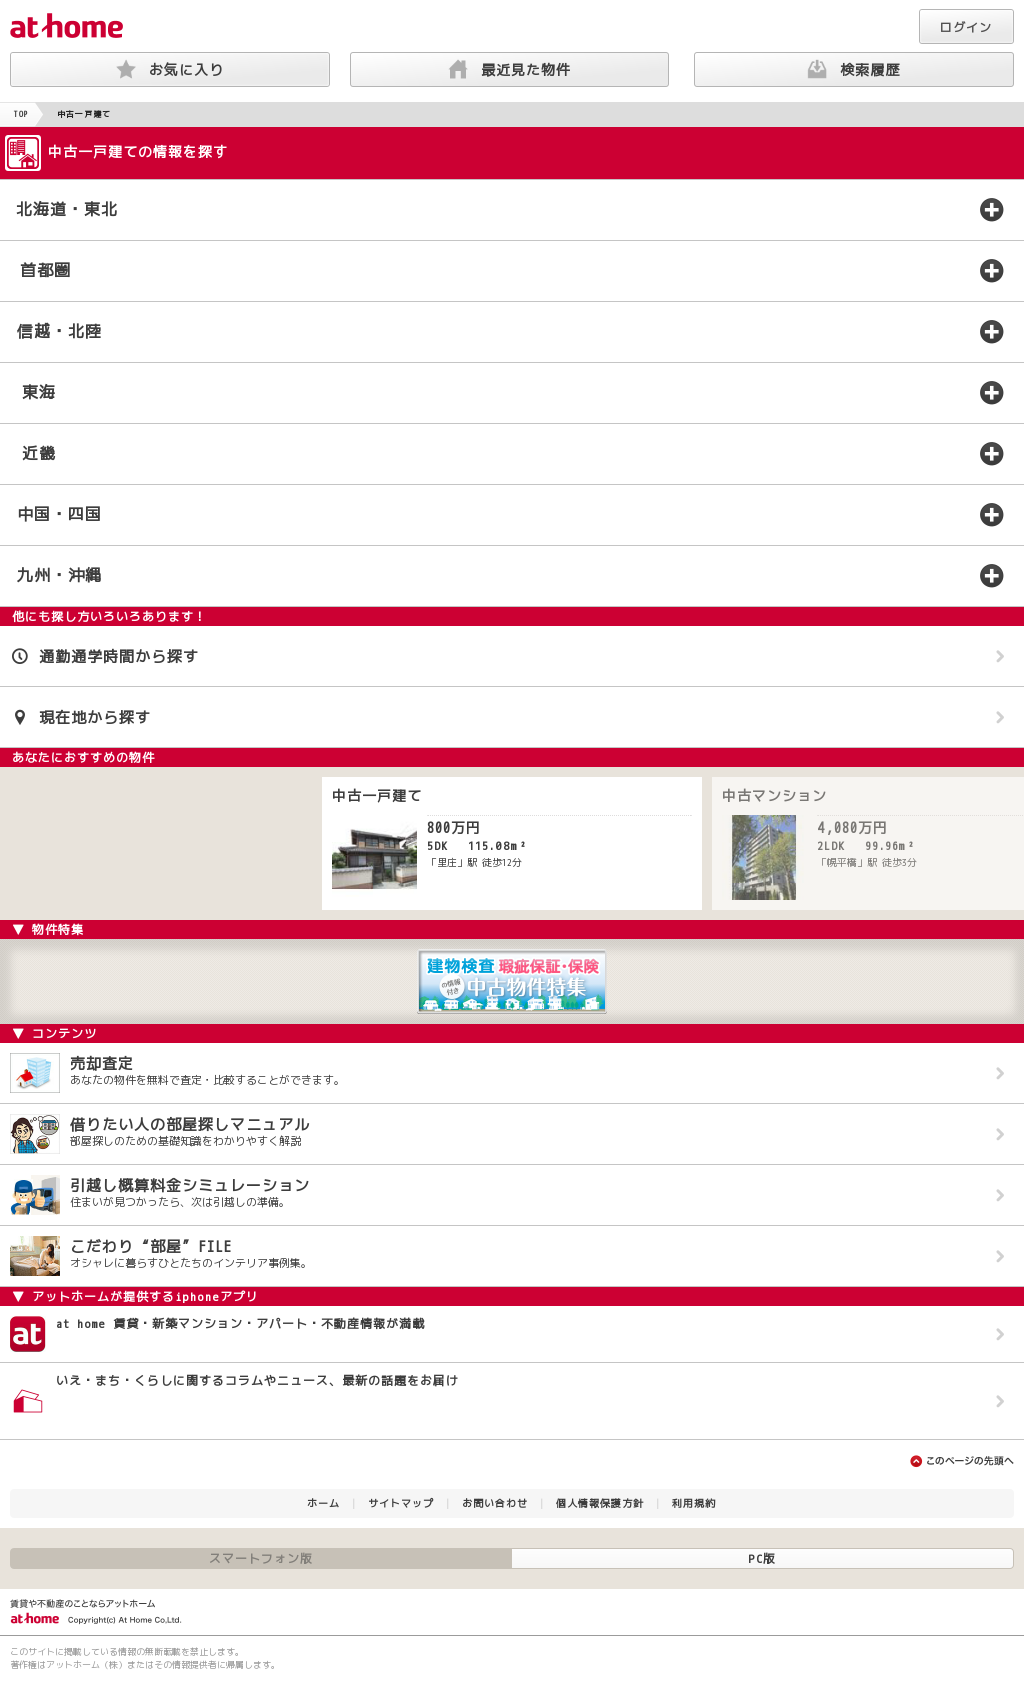 at home
ログイン
お気に入り
最近見た物件
検索履歴
TOP
中古一戸建て
中古一戸建ての情報を探す
北海道・東北
首都圏
信越・北陸
東海
近畿
中国・四国
九州・沖縄
他にも探し方いろいろあります！
通勤通学時間から探す
現在地から探す
あなたにおすすめの物件
中古一戸建て
800万円
5DK 115.08m²
「里庄」駅 徒歩12分
中古マンション
4,080万円
2LDK 99.96m²
「幌平橋」駅 徒歩3分
▼ 物件特集
建物検査 瑕疵保証・保険
の情報付き 中古物件特集
▼ コンテンツ
売却査定
あなたの物件を無料で査定・比較することができます。
借りたい人の部屋探しマニュアル
部屋探しのための基礎知識をわかりやすく解説
引越し概算料金シミュレーション
住まいが見つかったら、次は引越しの準備。
こだわり“部屋”FILE
オシャレに暮らすひとたちのインテリア事例集。
▼ アットホームが提供するiphoneアプリ
at
at home 賃貸・新築マンション・アパート・不動産情報が満載
いえ・まち・くらしに関するコラムやニュース、最新の話題をお届け
このページの先頭へ
ホーム | サイトマップ | お問い合わせ | 個人情報保護方針 | 利用規約
スマートフォン版
PC版
賃貸や不動産のことならアットホーム
at home Copyright(c) At Home Co.,Ltd.
このサイトに掲載している情報の無断転載を禁止します。
著作権はアットホーム（株）またはその情報提供者に帰属します。